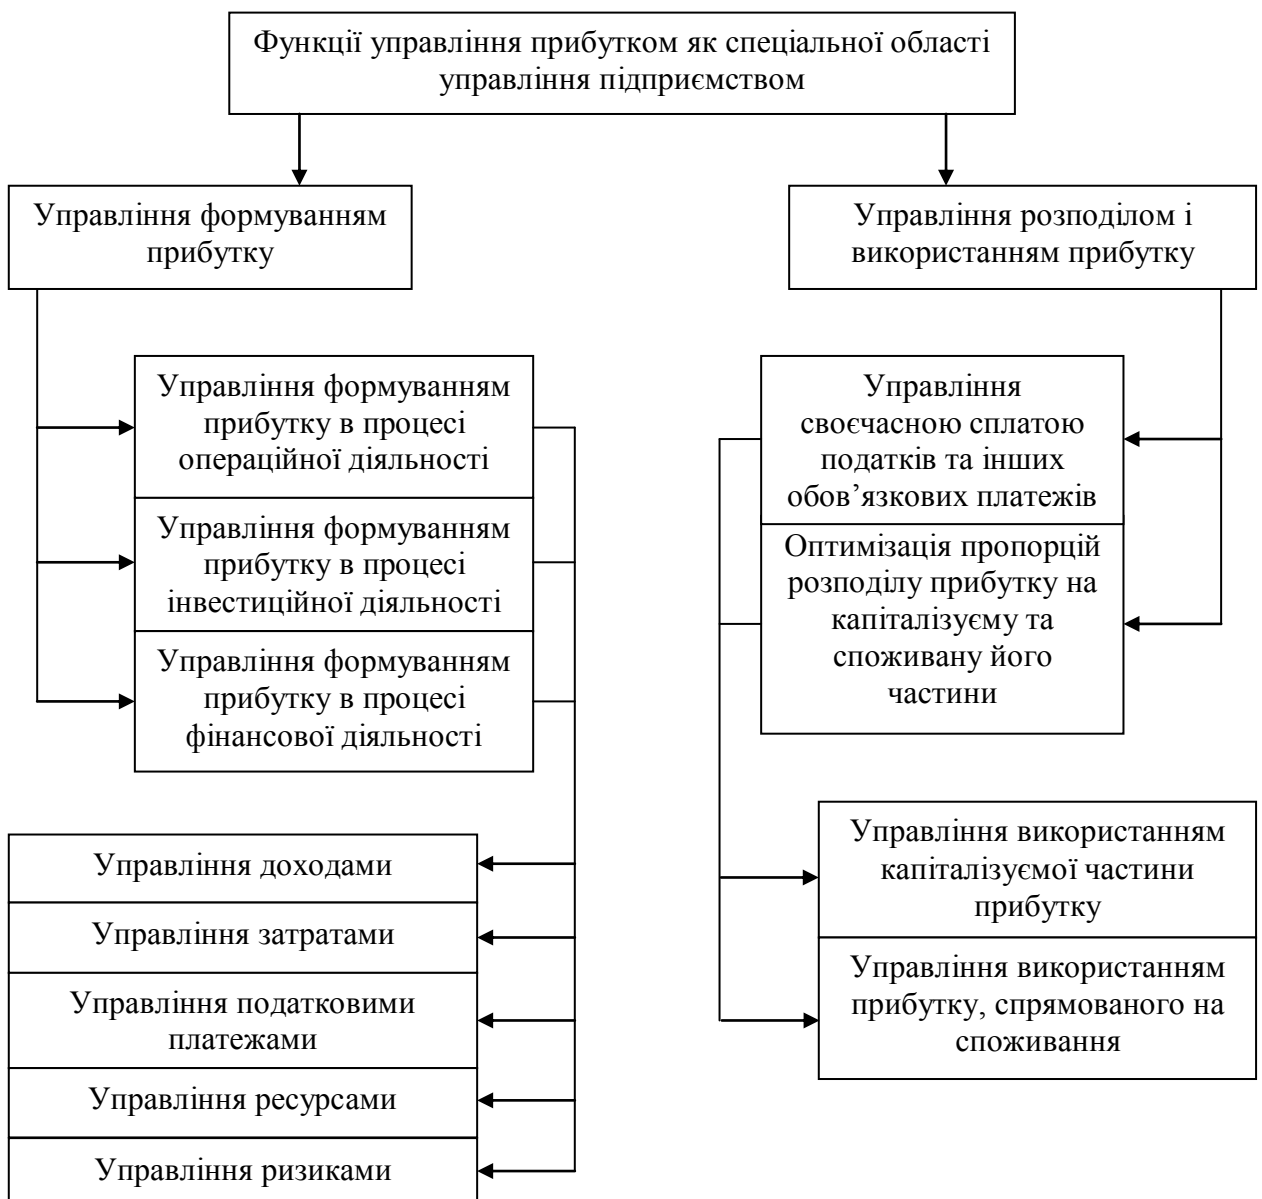 Функції управління прибутком як спеціальної області
управління підприємством
Управління формуванням
прибутку
Управління розподілом і
використанням прибутку
Управління формуванням
прибутку в процесі
операційної діяльності
Управління формуванням
прибутку в процесі
інвестиційної діяльності
Управління формуванням
прибутку в процесі
фінансової діяльності
Управління
своєчасною сплатою
податків та інших
обов’язкових платежів
Оптимізація пропорцій
розподілу прибутку на
капіталізуєму та
споживану його
частини
Управління доходами
Управління затратами
Управління податковими
платежами
Управління ресурсами
Управління ризиками
Управління використанням
капіталізуємої частини
прибутку
Управління використанням
прибутку, спрямованого на
споживання